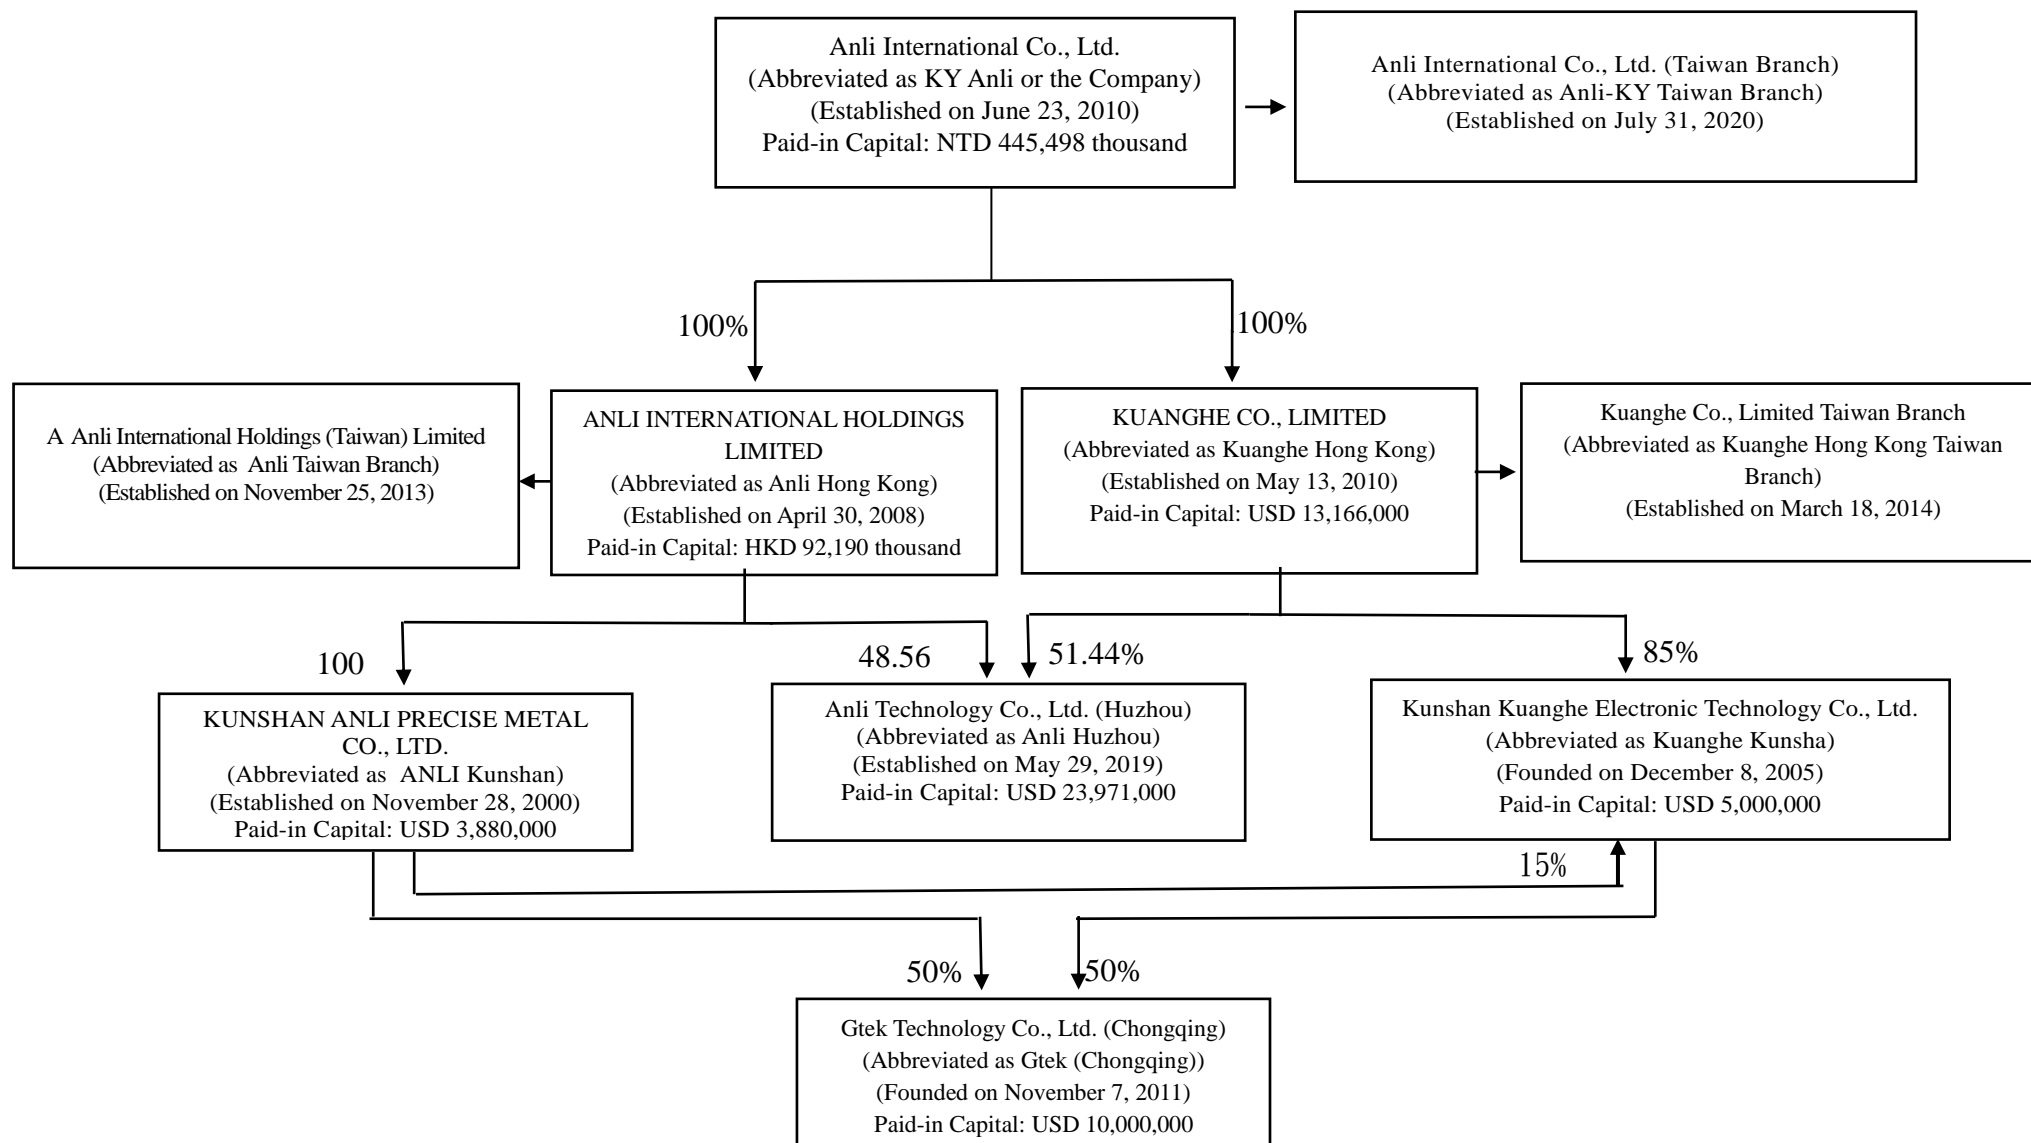 Anli International Co., Ltd.
(Abbreviated as KY Anli or the Company)
(Established on June 23, 2010)
Paid-in Capital: NTD 445,498 thousand
Anli International Co., Ltd. (Taiwan Branch)
(Abbreviated as Anli-KY Taiwan Branch)
(Established on July 31, 2020)
100%
100%
A Anli International Holdings (Taiwan) Limited
(Abbreviated as Anli Taiwan Branch)
(Established on November 25, 2013)
ANLI INTERNATIONAL HOLDINGS
LIMITED
(Abbreviated as Anli Hong Kong)
(Established on April 30, 2008)
Paid-in Capital: HKD 92,190 thousand
KUANGHE CO., LIMITED
(Abbreviated as Kuanghe Hong Kong)
(Established on May 13, 2010)
Paid-in Capital: USD 13,166,000
Kuanghe Co., Limited Taiwan Branch
(Abbreviated as Kuanghe Hong Kong Taiwan
Branch)
(Established on March 18, 2014)
100
48.56
51.44%
85%
KUNSHAN ANLI PRECISE METAL
CO., LTD.
(Abbreviated as ANLI Kunshan)
(Established on November 28, 2000)
Paid-in Capital: USD 3,880,000
Anli Technology Co., Ltd. (Huzhou)
(Abbreviated as Anli Huzhou)
(Established on May 29, 2019)
Paid-in Capital: USD 23,971,000
Kunshan Kuanghe Electronic Technology Co., Ltd.
(Abbreviated as Kuanghe Kunsha)
(Founded on December 8, 2005)
Paid-in Capital: USD 5,000,000
15%
50%
50%
Gtek Technology Co., Ltd. (Chongqing)
(Abbreviated as Gtek (Chongqing))
(Founded on November 7, 2011)
Paid-in Capital: USD 10,000,000